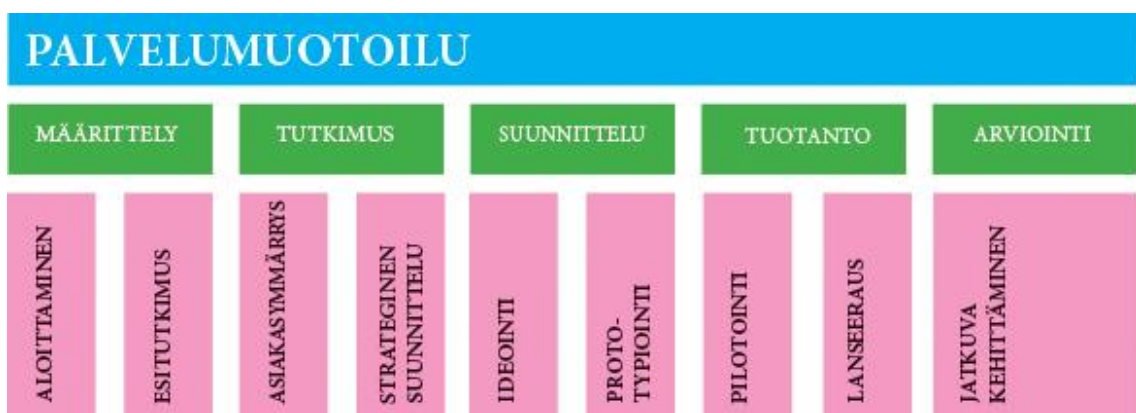 PALVELUMUOTOILU
MÄÄRITTELY
TUTKIMUS
SUUNNITTELU
TUOTANTO
ARVIOINTI
ALOITTAMINEN
ESITUTKIMUS
ASIAKASYMMÄRRYS
STRATEGINEN
SUUNNITTELU
IDEOINTI
PROTO-
TYPIOINTI
PILOTOINTI
LANSEERAUS
JATKUVA
KEHITTÄMINEN